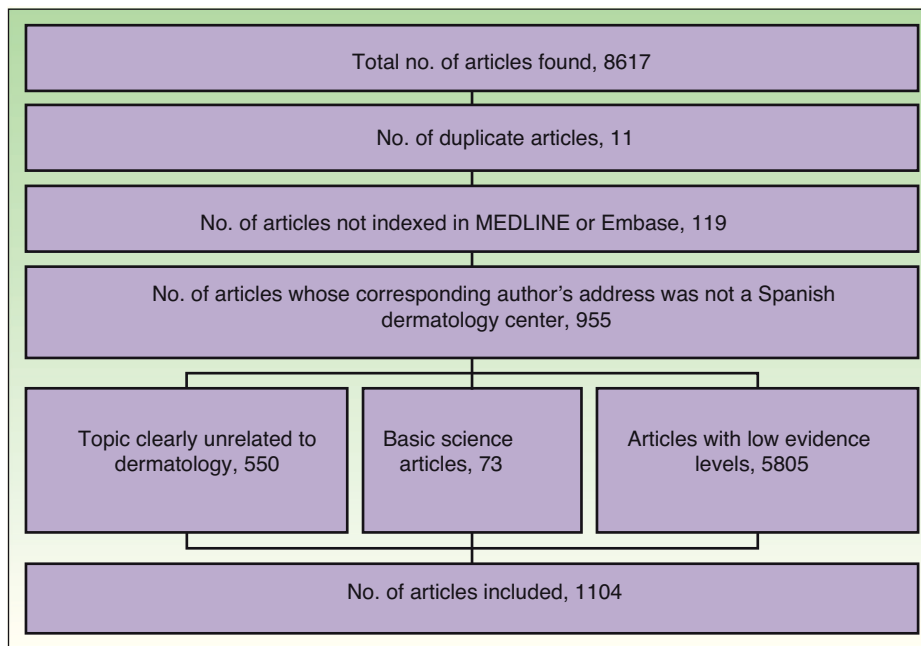 Total no. of articles found, 8617
No. of duplicate articles, 11
No. of articles not indexed in MEDLINE or Embase, 119
No. of articles whose corresponding author's address was not a Spanish
dermatology center, 955
Topic clearly unrelated to
dermatology, 550
Basic science
articles, 73
Articles with low evidence
levels, 5805
No. of articles included, 1104